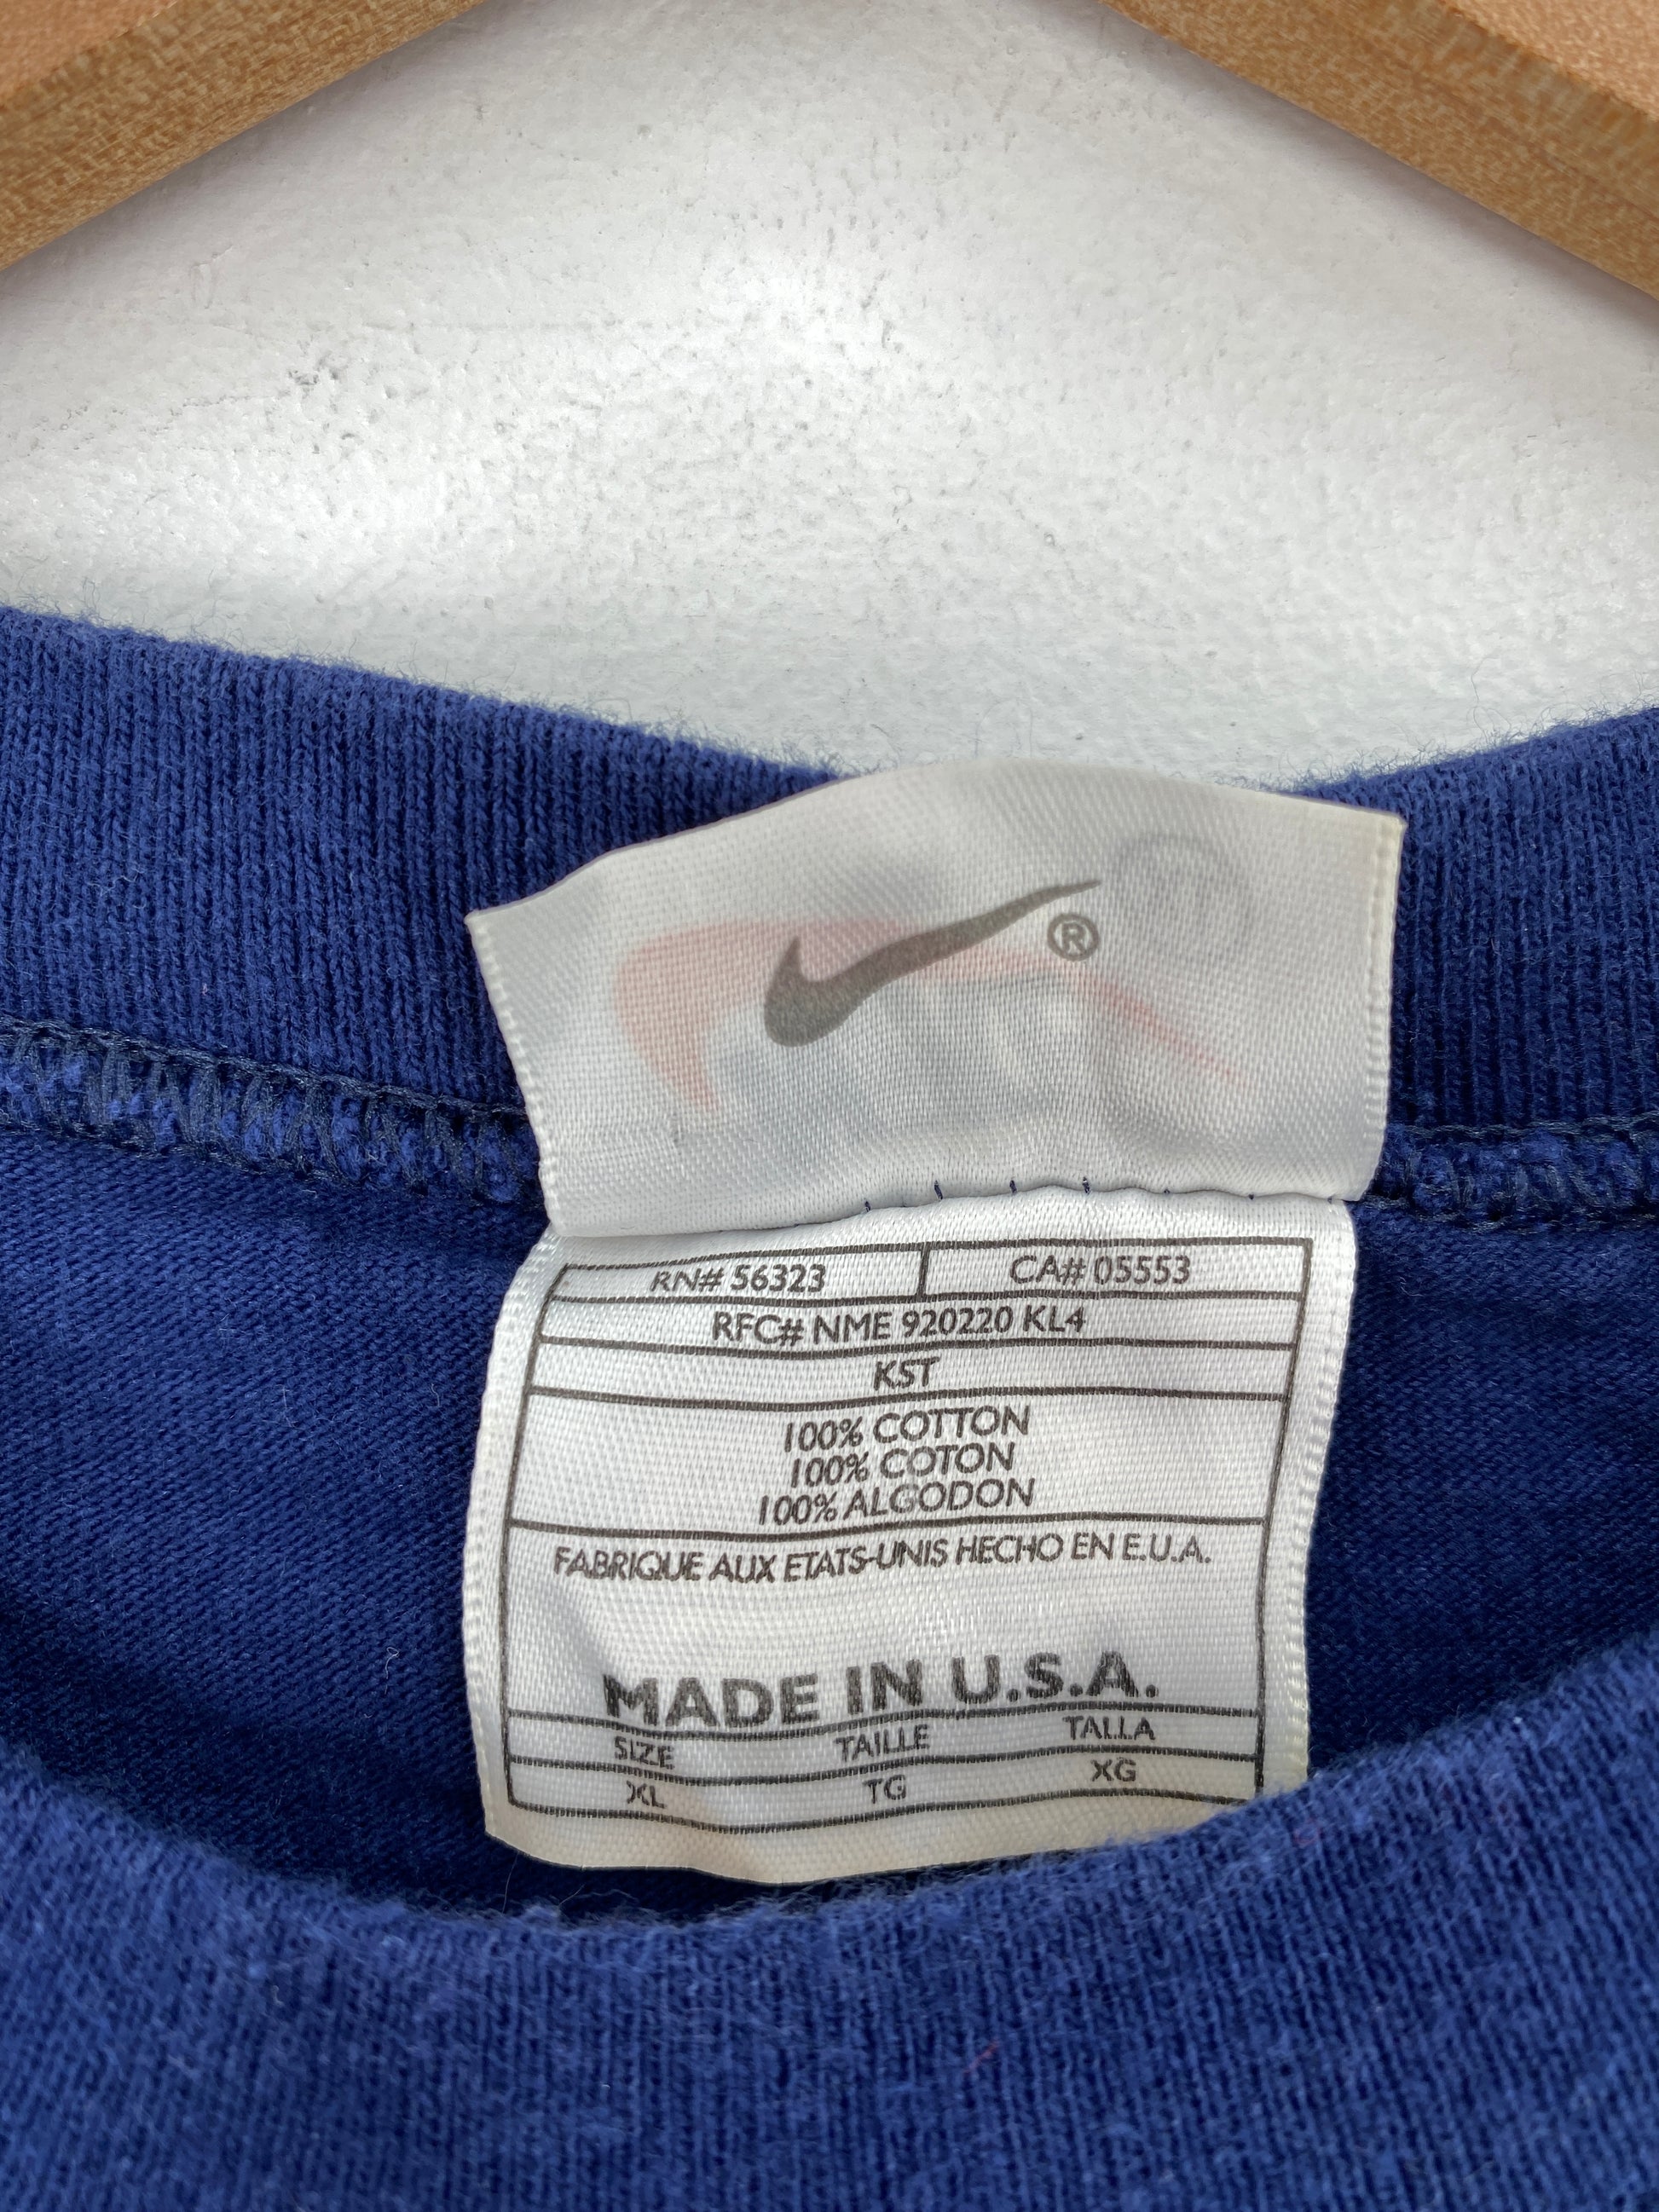 ®
RN# 56323 CA# 05553
RFC# NME 920220 KL4
KST
100% COTTON
100% COTON
100% ALGODON
FABRIQUE AUX ETATS-UNIS HECHO EN E.U.A.
MADE IN U.S.A.
SIZE TAILLE TALLA
XL TG XG